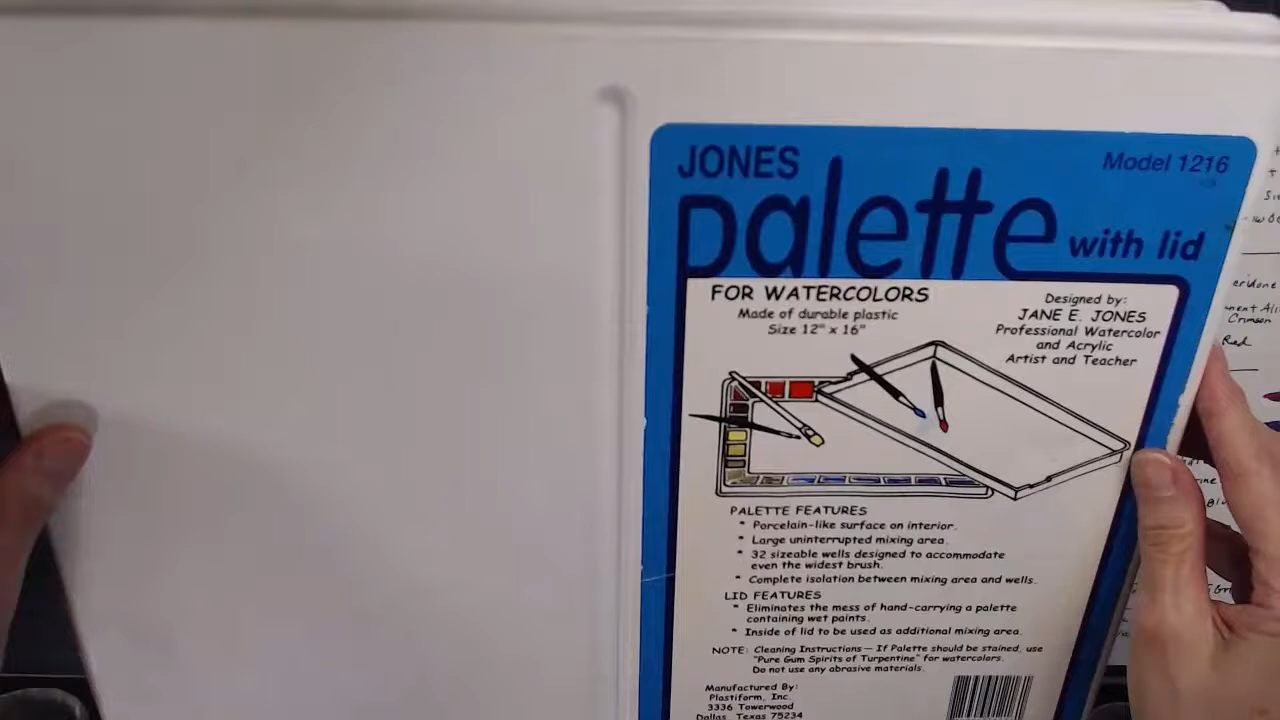 JONES
Model 1216
palette with lid
FOR WATERCOLORS
Made of durable plastic
Size 12" x 16"
Designed by:
JANE E. JONES
Professional Watercolor
and Acrylic
Artist and Teacher
PALETTE FEATURES
* Porcelain-like surface on interior.
* Large uninterrupted mixing area.
* 32 sizeable wells designed to accommodate
even the widest brush.
* Complete isolation between mixing area and wells.
LID FEATURES
* Eliminates the mess of hand-carrying a palette
containing wet paints.
* Inside of lid to be used as additional mixing area.
NOTE: Cleaning Instructions — If Palette should be stained, use
"Pure Gum Spirits of Turpentine" for watercolors.
Do not use any abrasive materials.
Manufactured By:
Plastiform, Inc.
3336 Towerwood
Dallas, Texas 75234
Crimson
Red